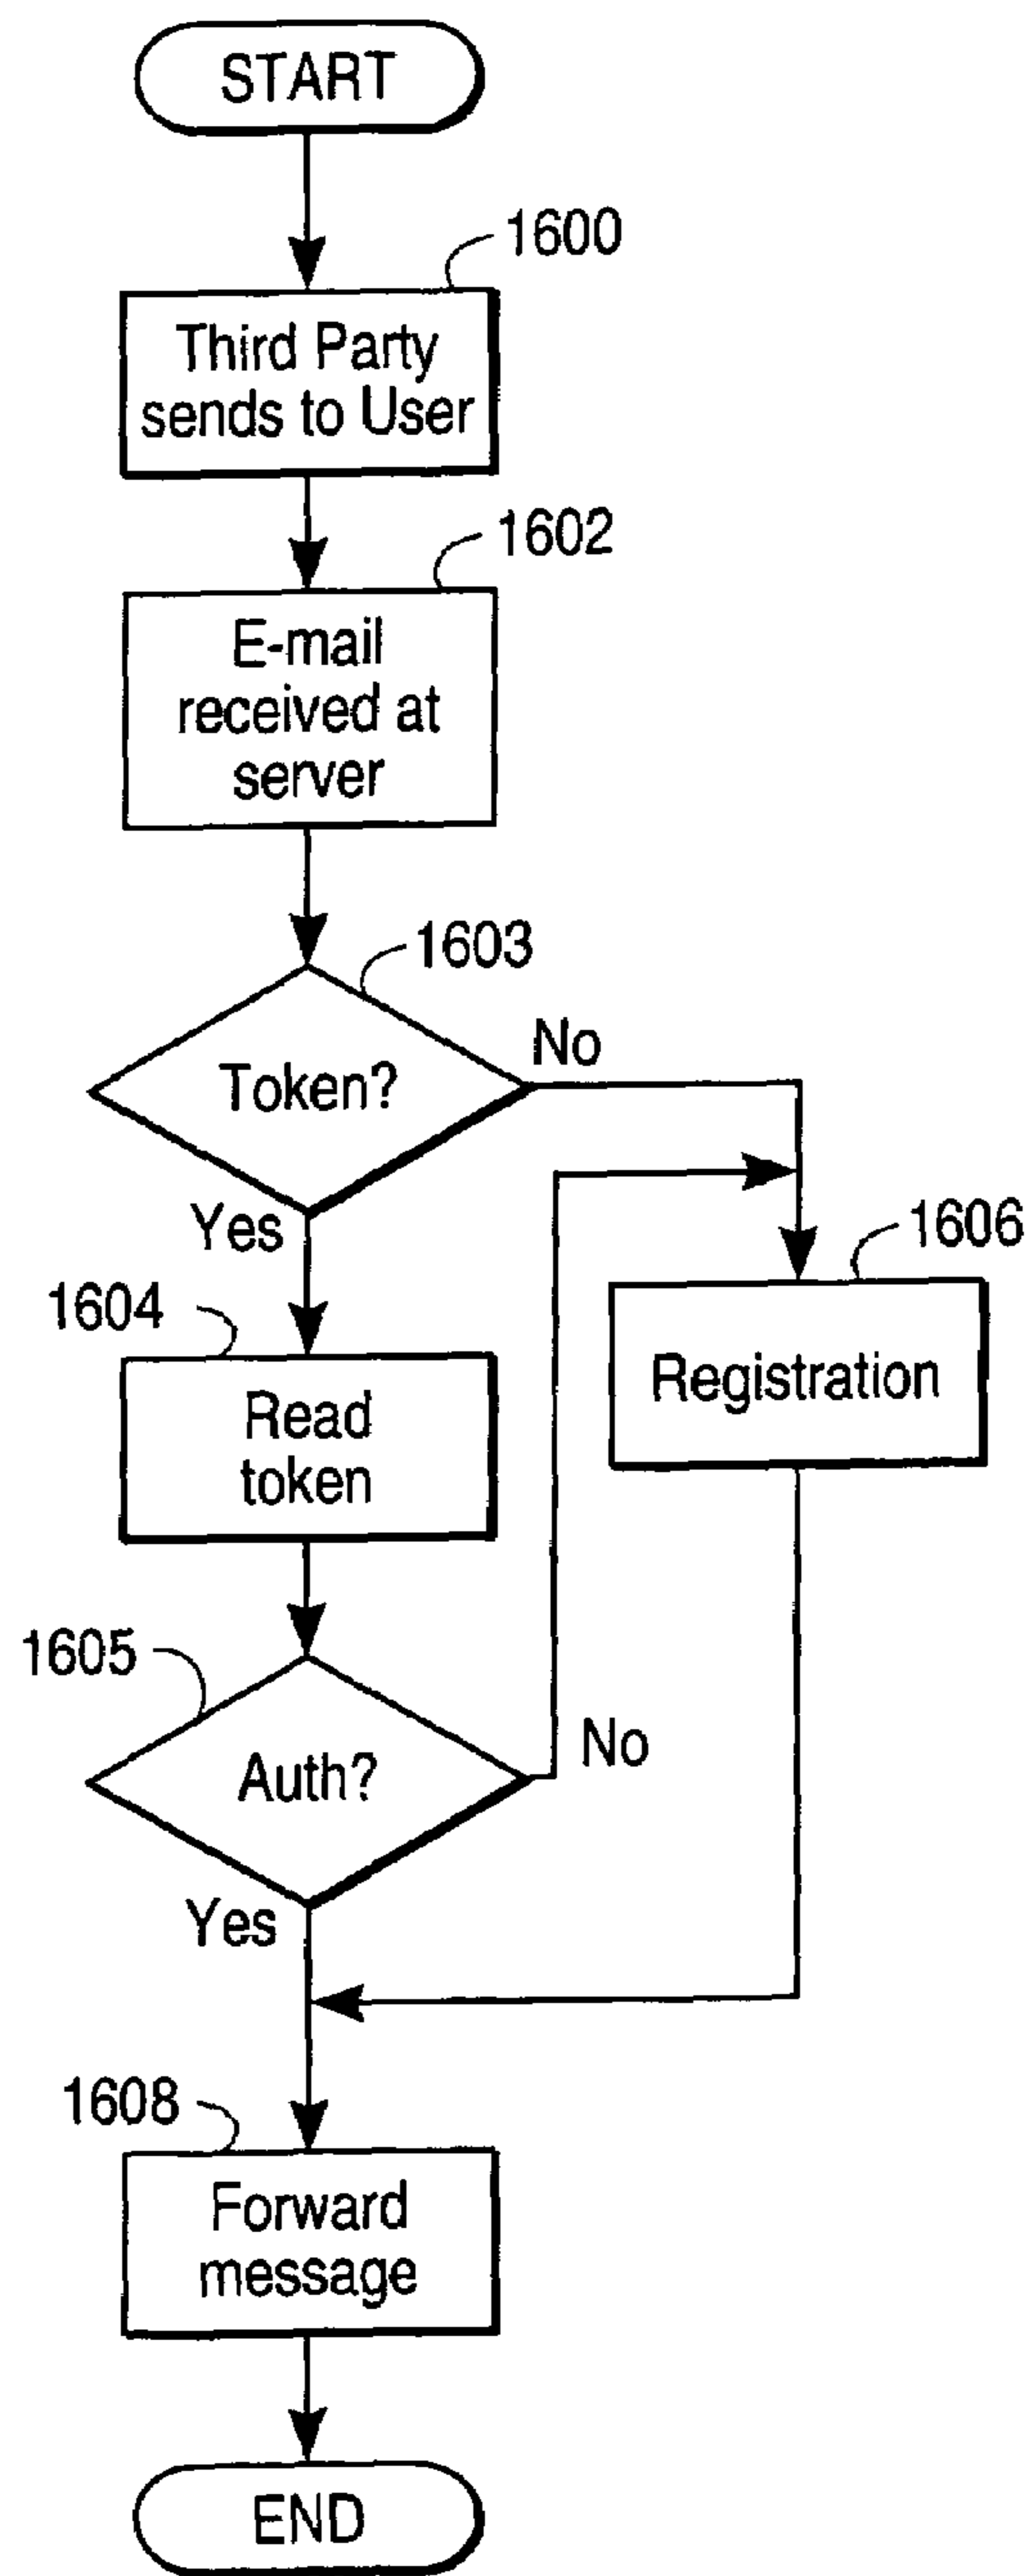 START
1600
Third Party
sends to User
1602
E-mail
received at
server
1603
Token?
No
Yes
1606
Registration
1604
Read
token
1605
Auth?
No
Yes
1608
Forward
message
END